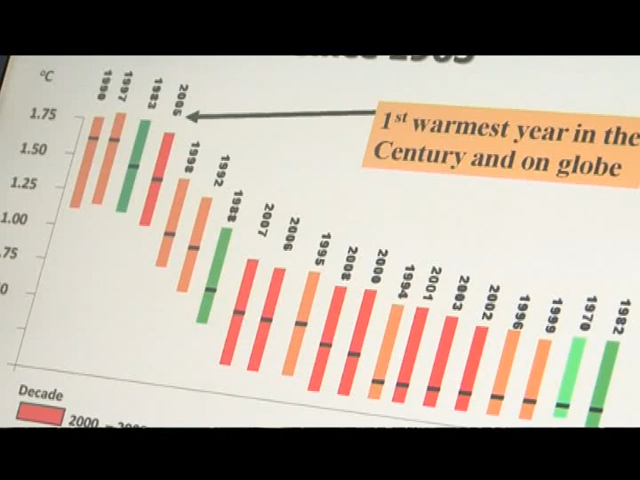 °C
1.75
1.50
1.25
1.00
1998 1997 1983 2005 1998 1992 1988 2007 2006 1995 2008 2000 1994 2001 2003 2002 1996 1999 1970 1982
1st warmest year in the
Century and on globe
Decade
2000